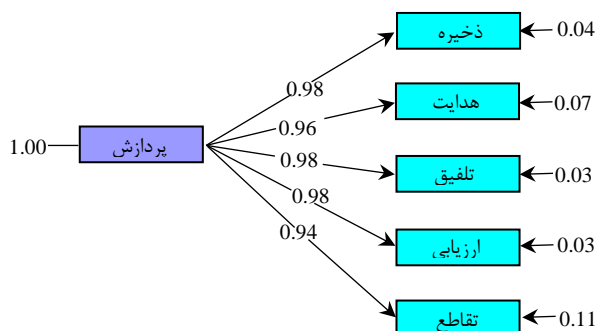 ذخیره
0.04
0.98
هدایت
0.07
0.96
1.00
پردازش
تلفیق
0.03
0.98
ارزیابی
0.03
0.98
تقاطع
0.11
0.94